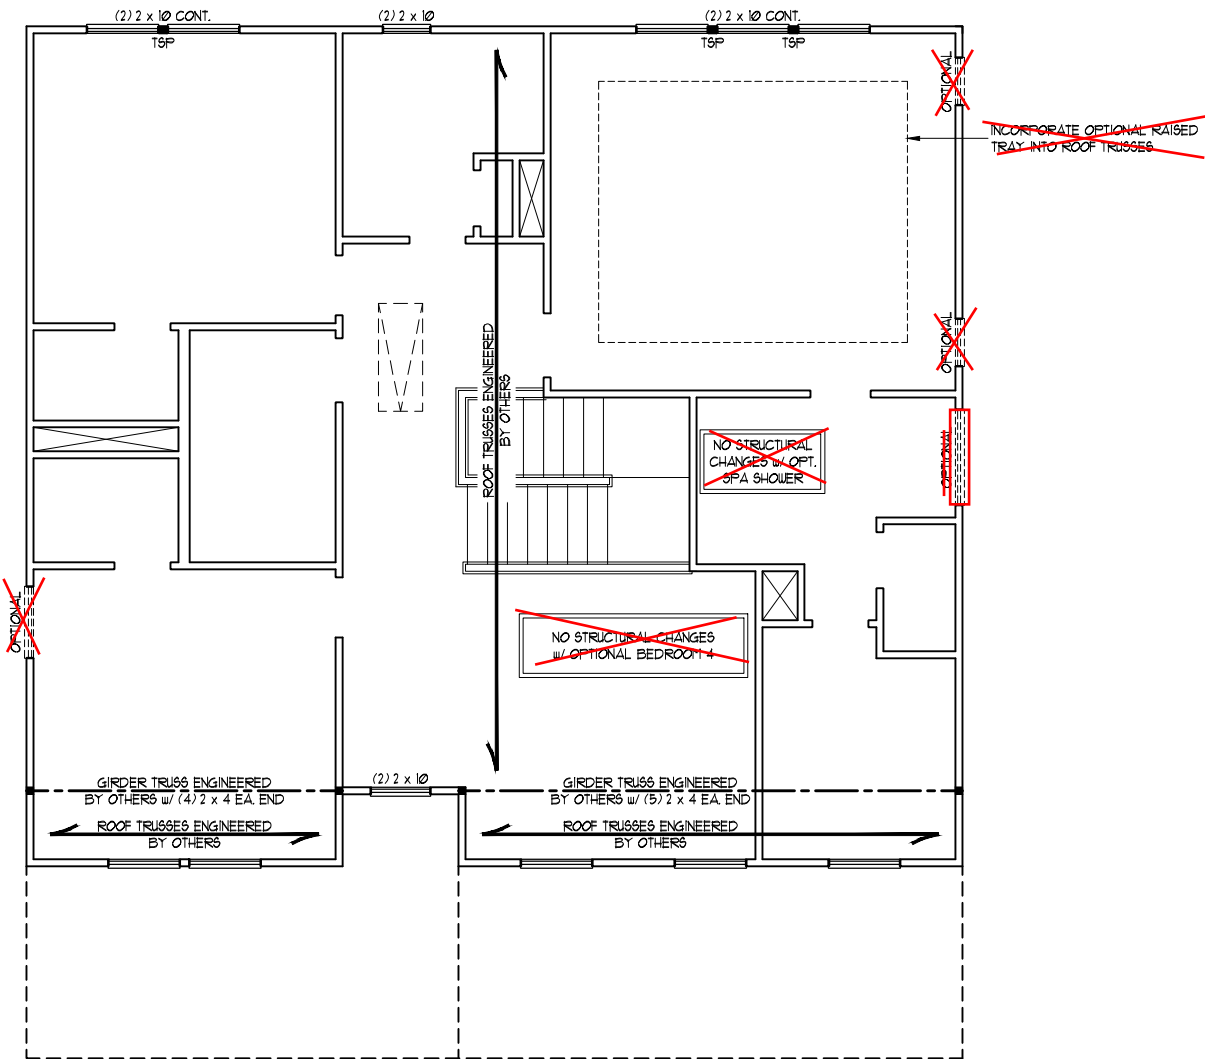 (2) 2 x 10 CONT.
TSP
(2) 2 x 10
(2) 2 x 10 CONT.
TSP
TSP
OPTIONAL
INCORPORATE OPTIONAL RAISED
TRAY INTO ROOF TRUSSES
OPTIONAL
ROOF TRUSSES ENGINEERED
BY OTHERS
NO STRUCTURAL
CHANGES w/ OPT.
SPA SHOWER
OPTIONAL
OPTIONAL
NO STRUCTURAL CHANGES
w/ OPTIONAL BEDROOM 4
(2) 2 x 10
GIRDER TRUSS ENGINEERED
BY OTHERS w/ (4) 2 x 4 EA. END
GIRDER TRUSS ENGINEERED
BY OTHERS w/ (5) 2 x 4 EA. END
ROOF TRUSSES ENGINEERED
BY OTHERS
ROOF TRUSSES ENGINEERED
BY OTHERS